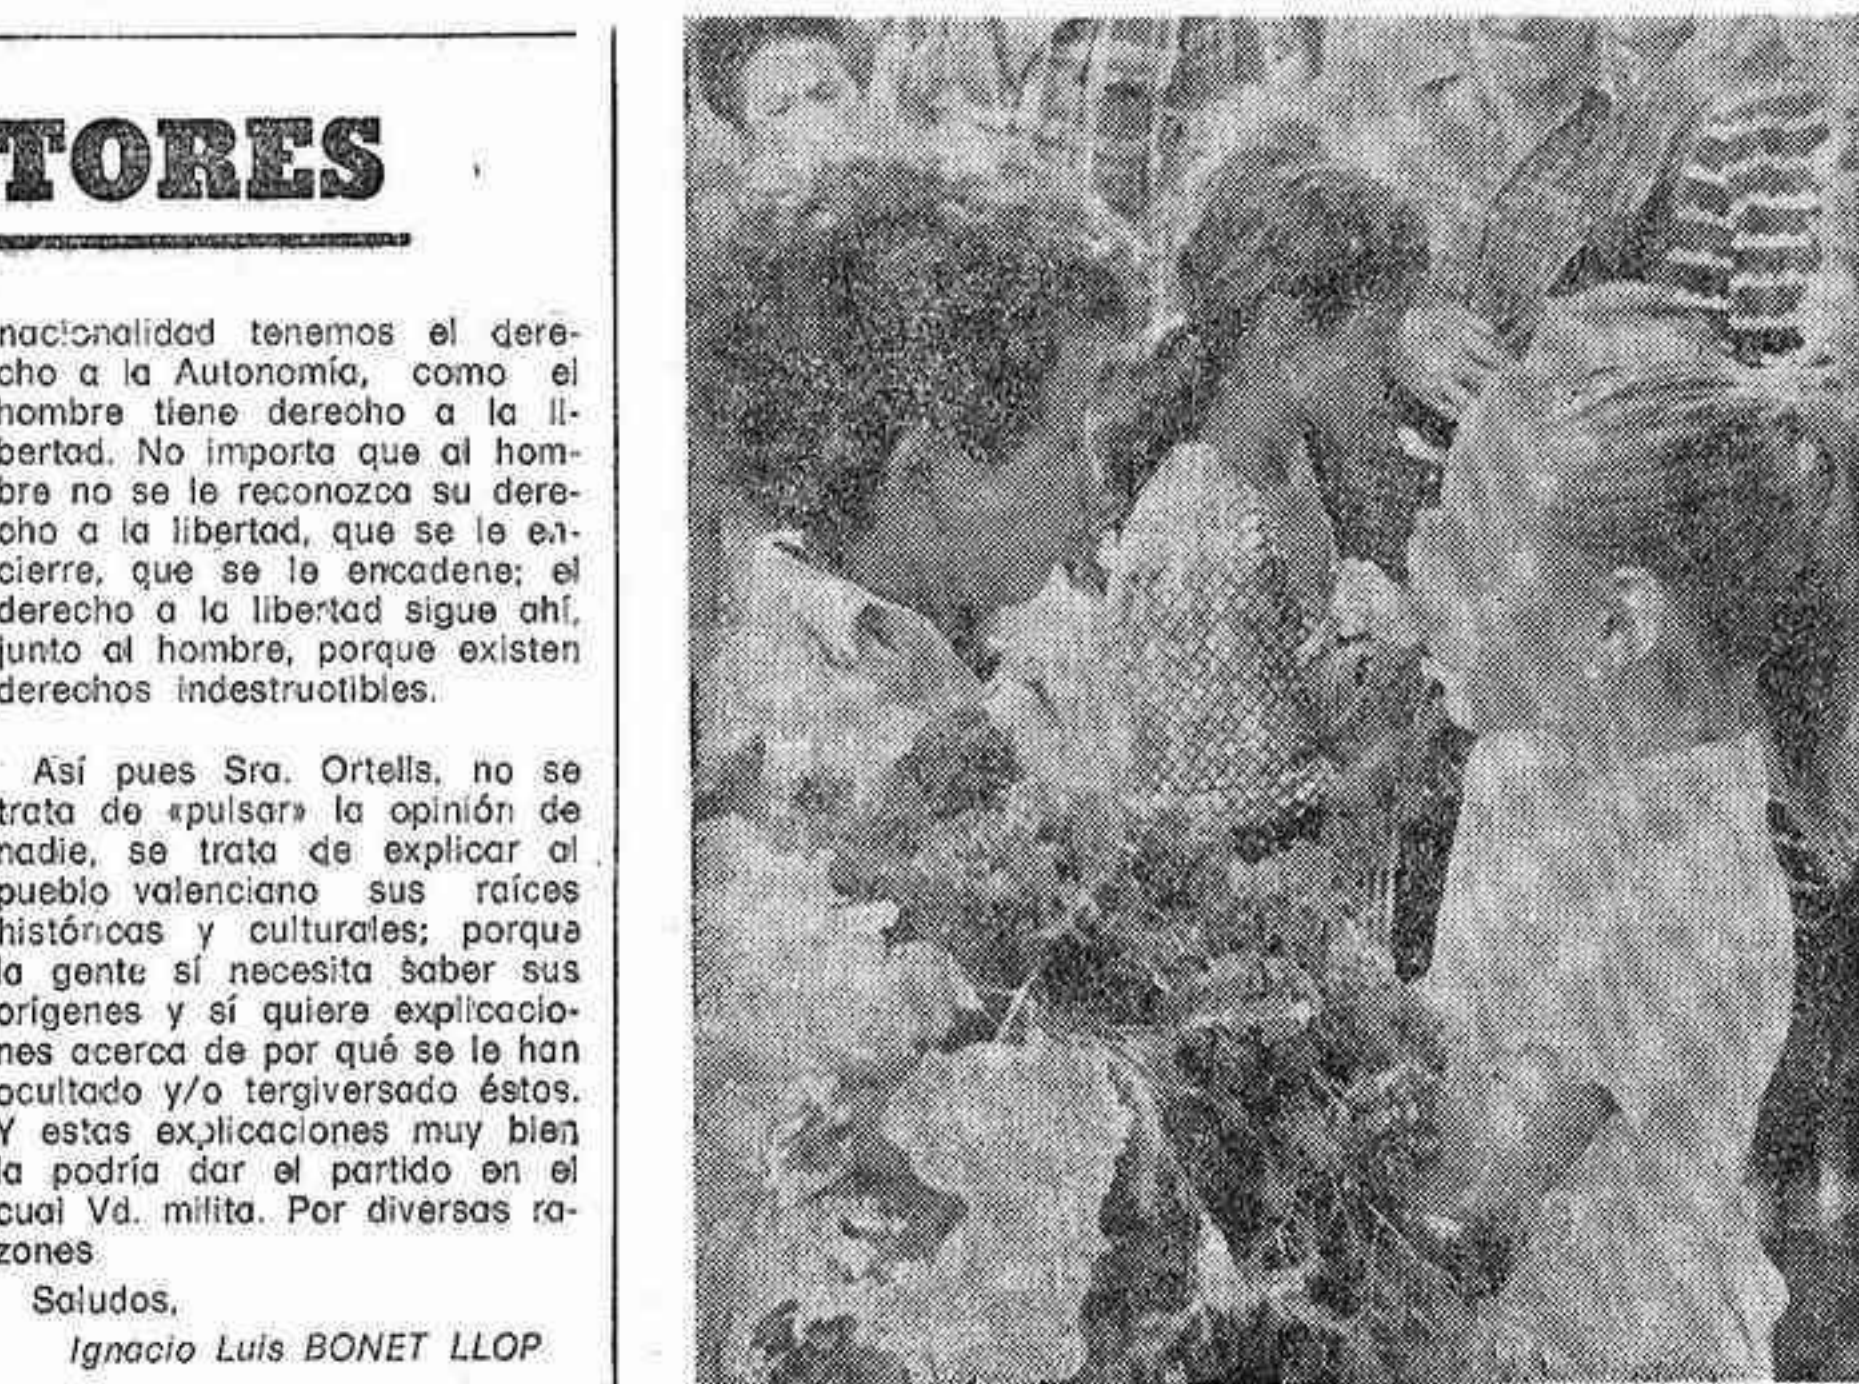 TORES
nacionalidad tenemos el dere-
cho a la Autonomía, como el
hombre tiene derecho a la li-
bertad. No importa que al hom-
bre no se le reconozca su dere-
cho a la libertad, que se le en-
cierre, que se le encadene; el
derecho a la libertad sigue ahí,
junto al hombre, porque existen
derechos indestructibles.
Así pues Sra. Ortells, no se
trata de «pulsar» la opinión de
nadie, se trata de explicar al
pueblo valenciano sus raíces
históricas y culturales; porque
la gente sí necesita saber sus
orígenes y sí quiere explicacio-
nes acerca de por qué se le han
ocultado y/o tergiversado éstos.
Y estas explicaciones muy bien
la podría dar el partido en el
cual Vd. milita. Por diversas ra-
zones
Saludos,
Ignacio Luis BONET LLOP